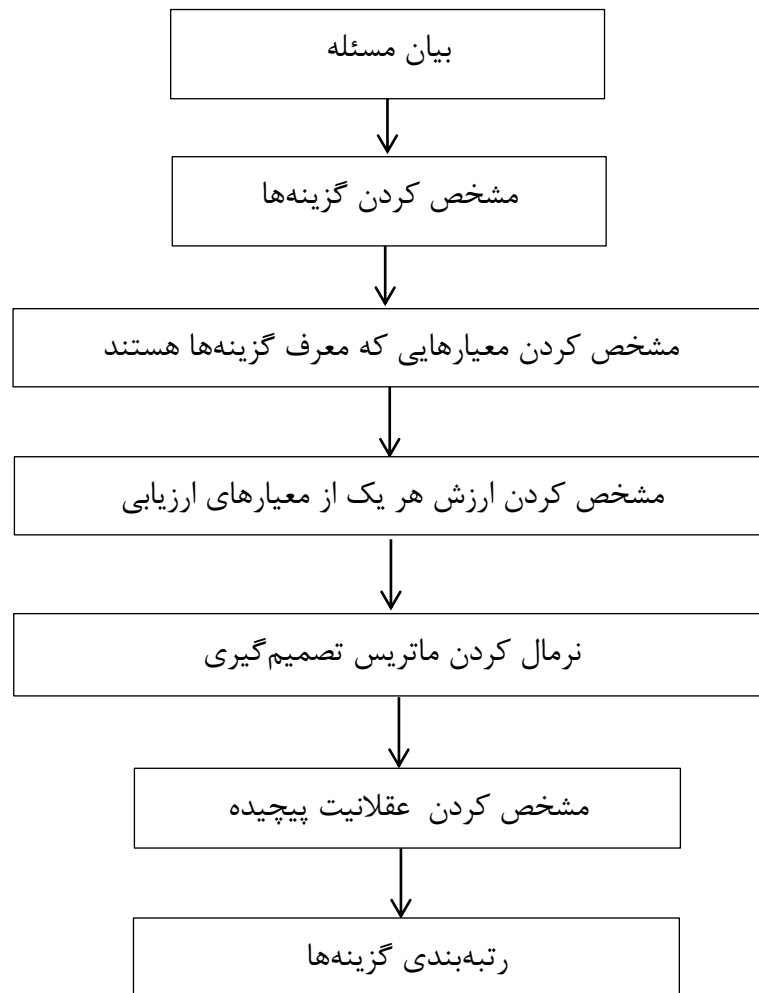 بیان مسئله
مشخص کردن گزینه‌ها
مشخص کردن معیارهایی که معرف گزینه‌ها هستند
مشخص کردن ارزش هر یک از معیارهای ارزیابی
نرمال کردن ماتریس تصمیم‌گیری
مشخص کردن عقلانیت پیچیده
رتبه‌بندی گزینه‌ها